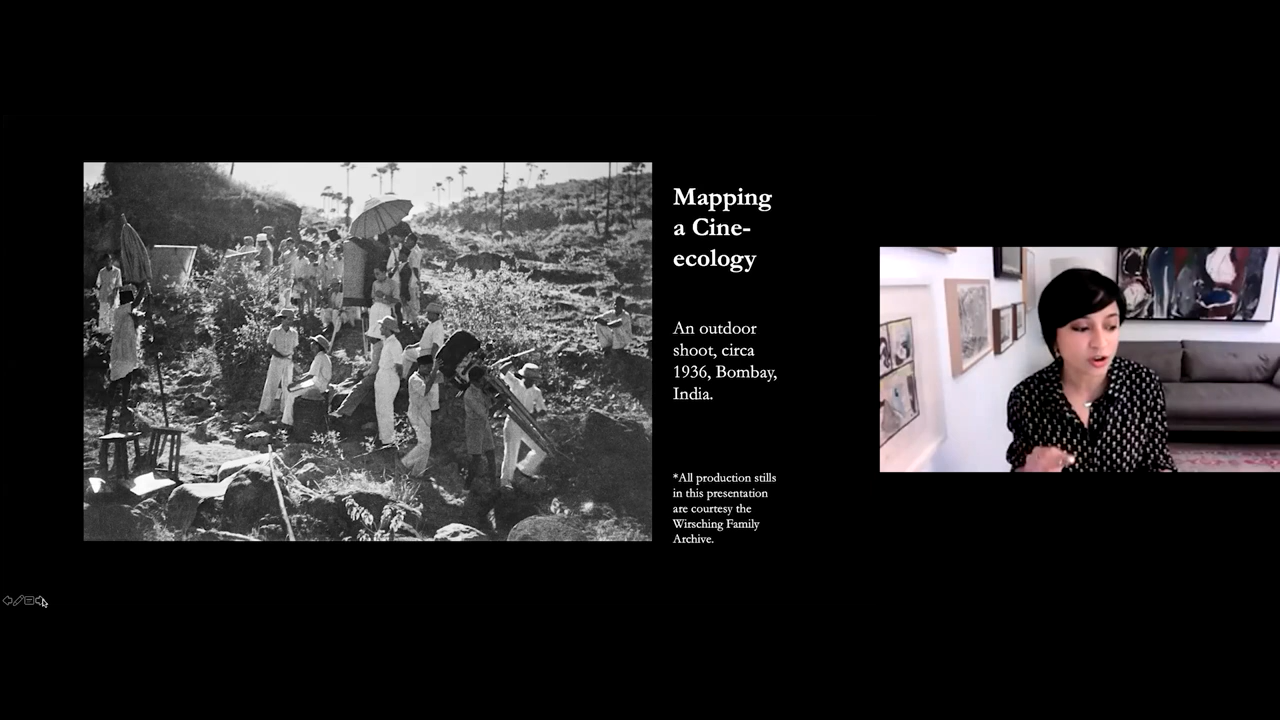 Mapping
a Cine-
ecology
An outdoor
shoot, circa
1936, Bombay,
India.
*All production stills
in this presentation
are courtesy the
Wirsching Family
Archive.